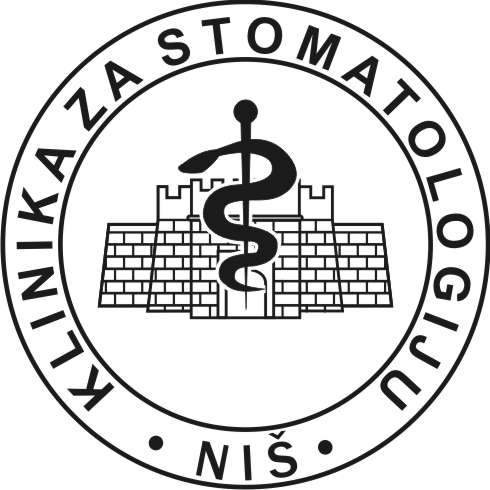 KLINIKA ZA STOMATOLOGIJU
• NIŠ •